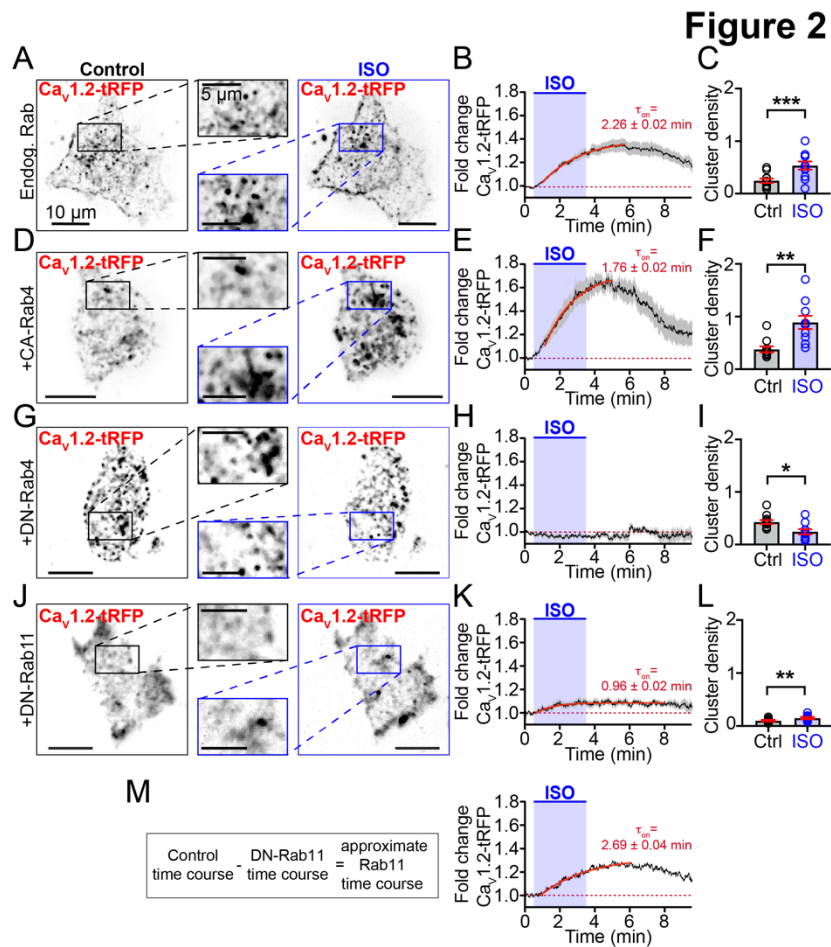 Figure 2
A
Control
ISO
B
ISO
C
Endog. Rab
CaV1.2-tRFP
5 μm
CaV1.2-tRFP
10 μm
Fold change
CaV1.2-tRFP
1.8
1.6
1.4
1.2
1.0
τon=
2.26 ± 0.02 min
0 2 4 6 8
Time (min)
Cluster density
2
1
0
***
Ctrl ISO
D
E
F
+CA-Rab4
CaV1.2-tRFP
CaV1.2-tRFP
Fold change
CaV1.2-tRFP
ISO
1.8
1.6
1.4
1.2
1.0
τon=
1.76 ± 0.02 min
0 2 4 6 8
Time (min)
Cluster density
2
1
0
**
Ctrl ISO
G
H
I
+DN-Rab4
CaV1.2-tRFP
CaV1.2-tRFP
Fold change
CaV1.2-tRFP
ISO
1.8
1.6
1.4
1.2
1.0
0 2 4 6 8
Time (min)
Cluster density
2
1
0
*
Ctrl ISO
J
K
L
+DN-Rab11
CaV1.2-tRFP
CaV1.2-tRFP
Fold change
CaV1.2-tRFP
ISO
1.8
1.6
1.4
1.2
1.0
τon=
0.96 ± 0.02 min
0 2 4 6 8
Time (min)
Cluster density
2
1
0
**
Ctrl ISO
M
Control
time course
-
DN-Rab11
time course
=
approximate
Rab11
time course
Fold change
CaV1.2-tRFP
ISO
1.8
1.6
1.4
1.2
1.0
τon=
2.69 ± 0.04 min
0 2 4 6 8
Time (min)